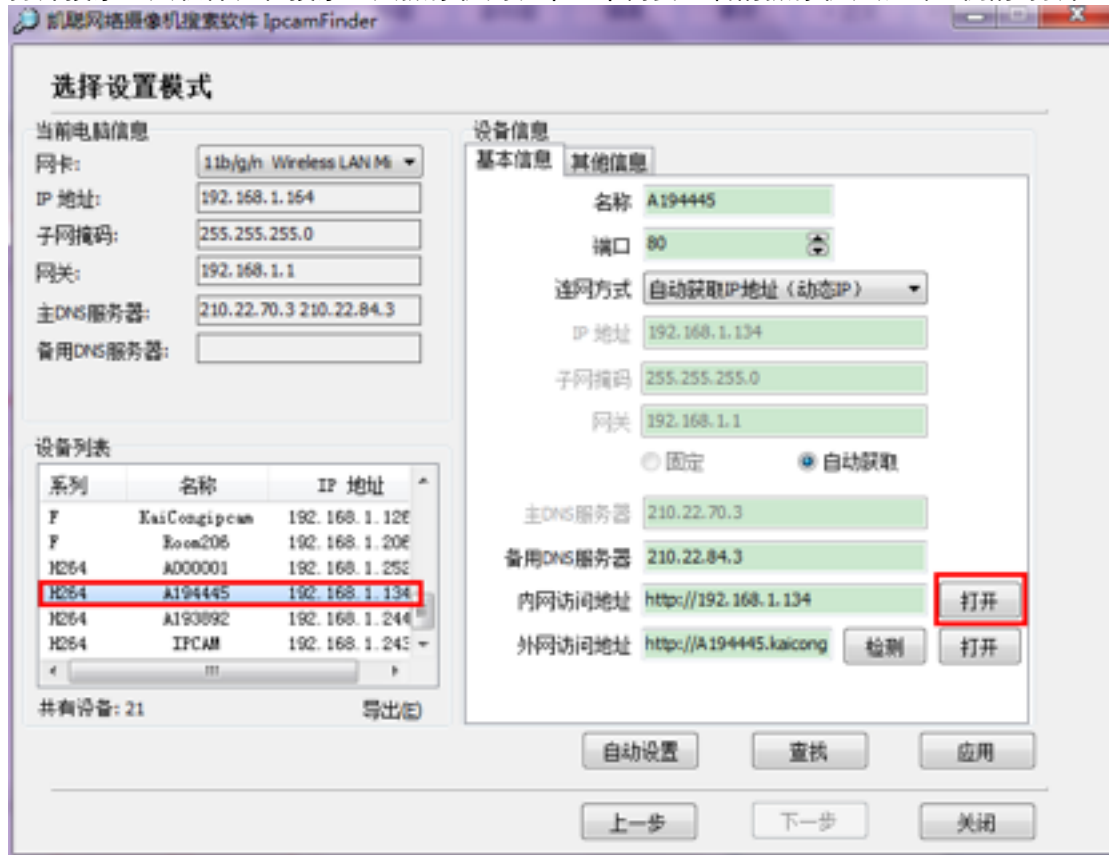 凯聪网络摄像机搜索软件 IpcamFinder
选择设置模式
当前电脑信息
网卡: 11b/g/n Wireless LAN Mi
IP 地址: 192.168.1.164
子网掩码: 255.255.255.0
网关: 192.168.1.1
主DNS服务器: 210.22.70.3 210.22.84.3
备用DNS服务器:
设备列表
系列 名称 IP 地址
F KaiCongipcam 192.168.1.126
F Room206 192.168.1.206
H264 A000001 192.168.1.252
H264 A194445 192.168.1.134
H264 A193892 192.168.1.244
H264 IPCAM 192.168.1.243
共有设备: 21 导出(E)
设备信息
基本信息 其他信息
名称 A194445
端口 80
连网方式 自动获取IP地址（动态IP）
IP 地址 192.168.1.134
子网掩码 255.255.255.0
网关 192.168.1.1
固定 自动获取
主DNS服务器 210.22.70.3
备用DNS服务器 210.22.84.3
内网访问地址 http://192.168.1.134 打开
外网访问地址 http://A194445.kaicong 检测 打开
自动设置 查找 应用
上一步 下一步 关闭